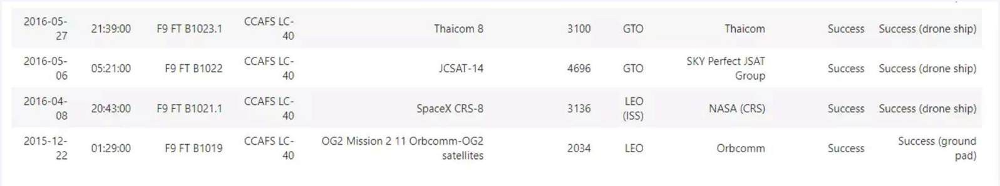 2016-05-27 21:39:00 F9 FT B1023.1 CCAFS LC-40 Thaicom 8 3100 GTO Thaicom Success Success (drone ship)
2016-05-06 05:21:00 F9 FT B1022 CCAFS LC-40 JCSAT-14 4696 GTO SKY Perfect JSAT Group Success Success (drone ship)
2016-04-08 20:43:00 F9 FT B1021.1 CCAFS LC-40 SpaceX CRS-8 3136 LEO (ISS) NASA (CRS) Success Success (drone ship)
2015-12-22 01:29:00 F9 FT B1019 CCAFS LC-40 OG2 Mission 2 11 Orbcomm-OG2 satellites 2034 LEO Orbcomm Success Success (ground pad)